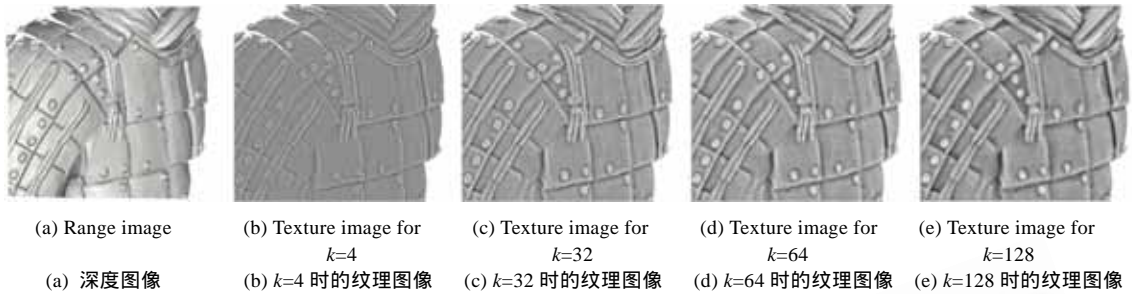 (a) Range image
(b) Texture image for
k=4
(c) Texture image for
k=32
(d) Texture image for
k=64
(e) Texture image for
k=128
(a) 深度图像
(b) k=4 时的纹理图像
(c) k=32 时的纹理图像
(d) k=64 时的纹理图像
(e) k=128 时的纹理图像